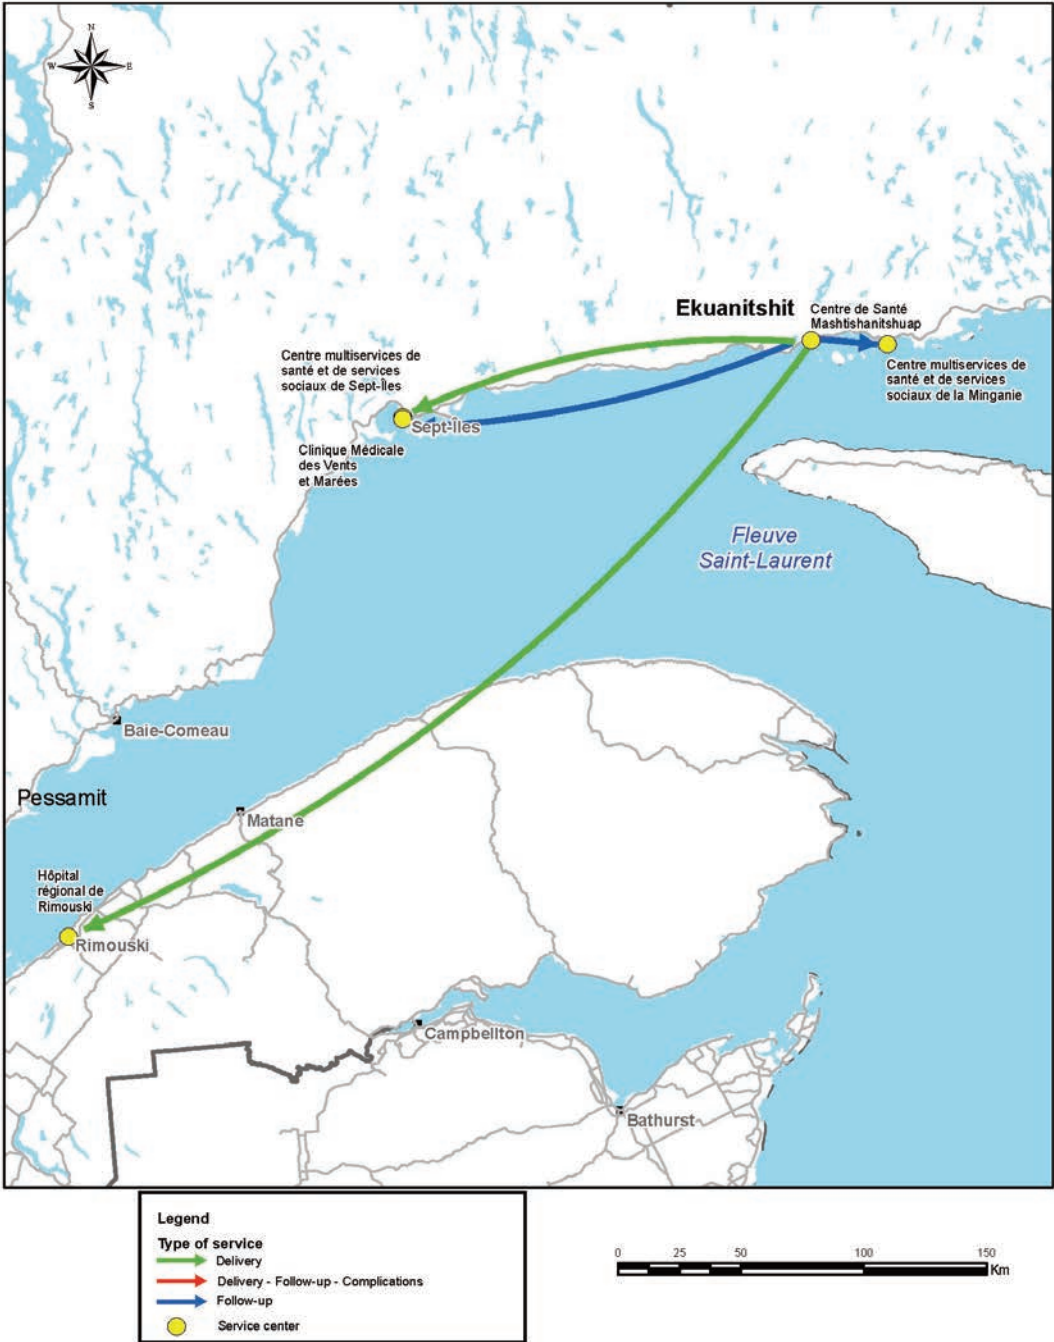 N
W
E
S
Ekuanitshit
Centre de Santé
Mashtishanitshuap
Centre multiservices de
santé et de services
sociaux de Sept-Îles
Centre multiservices de
santé et de services
sociaux de la Minganie
Sept-Îles
Clinique Médicale
des Vents
et Marées
Fleuve
Saint-Laurent
Baie-Comeau
Pessamit
Matane
Hôpital
régional de
Rimouski
Rimouski
Campbellton
Bathurst
Legend
Type of service
Delivery
Delivery - Follow-up - Complications
Follow-up
Service center
0 25 50 100 150
Km